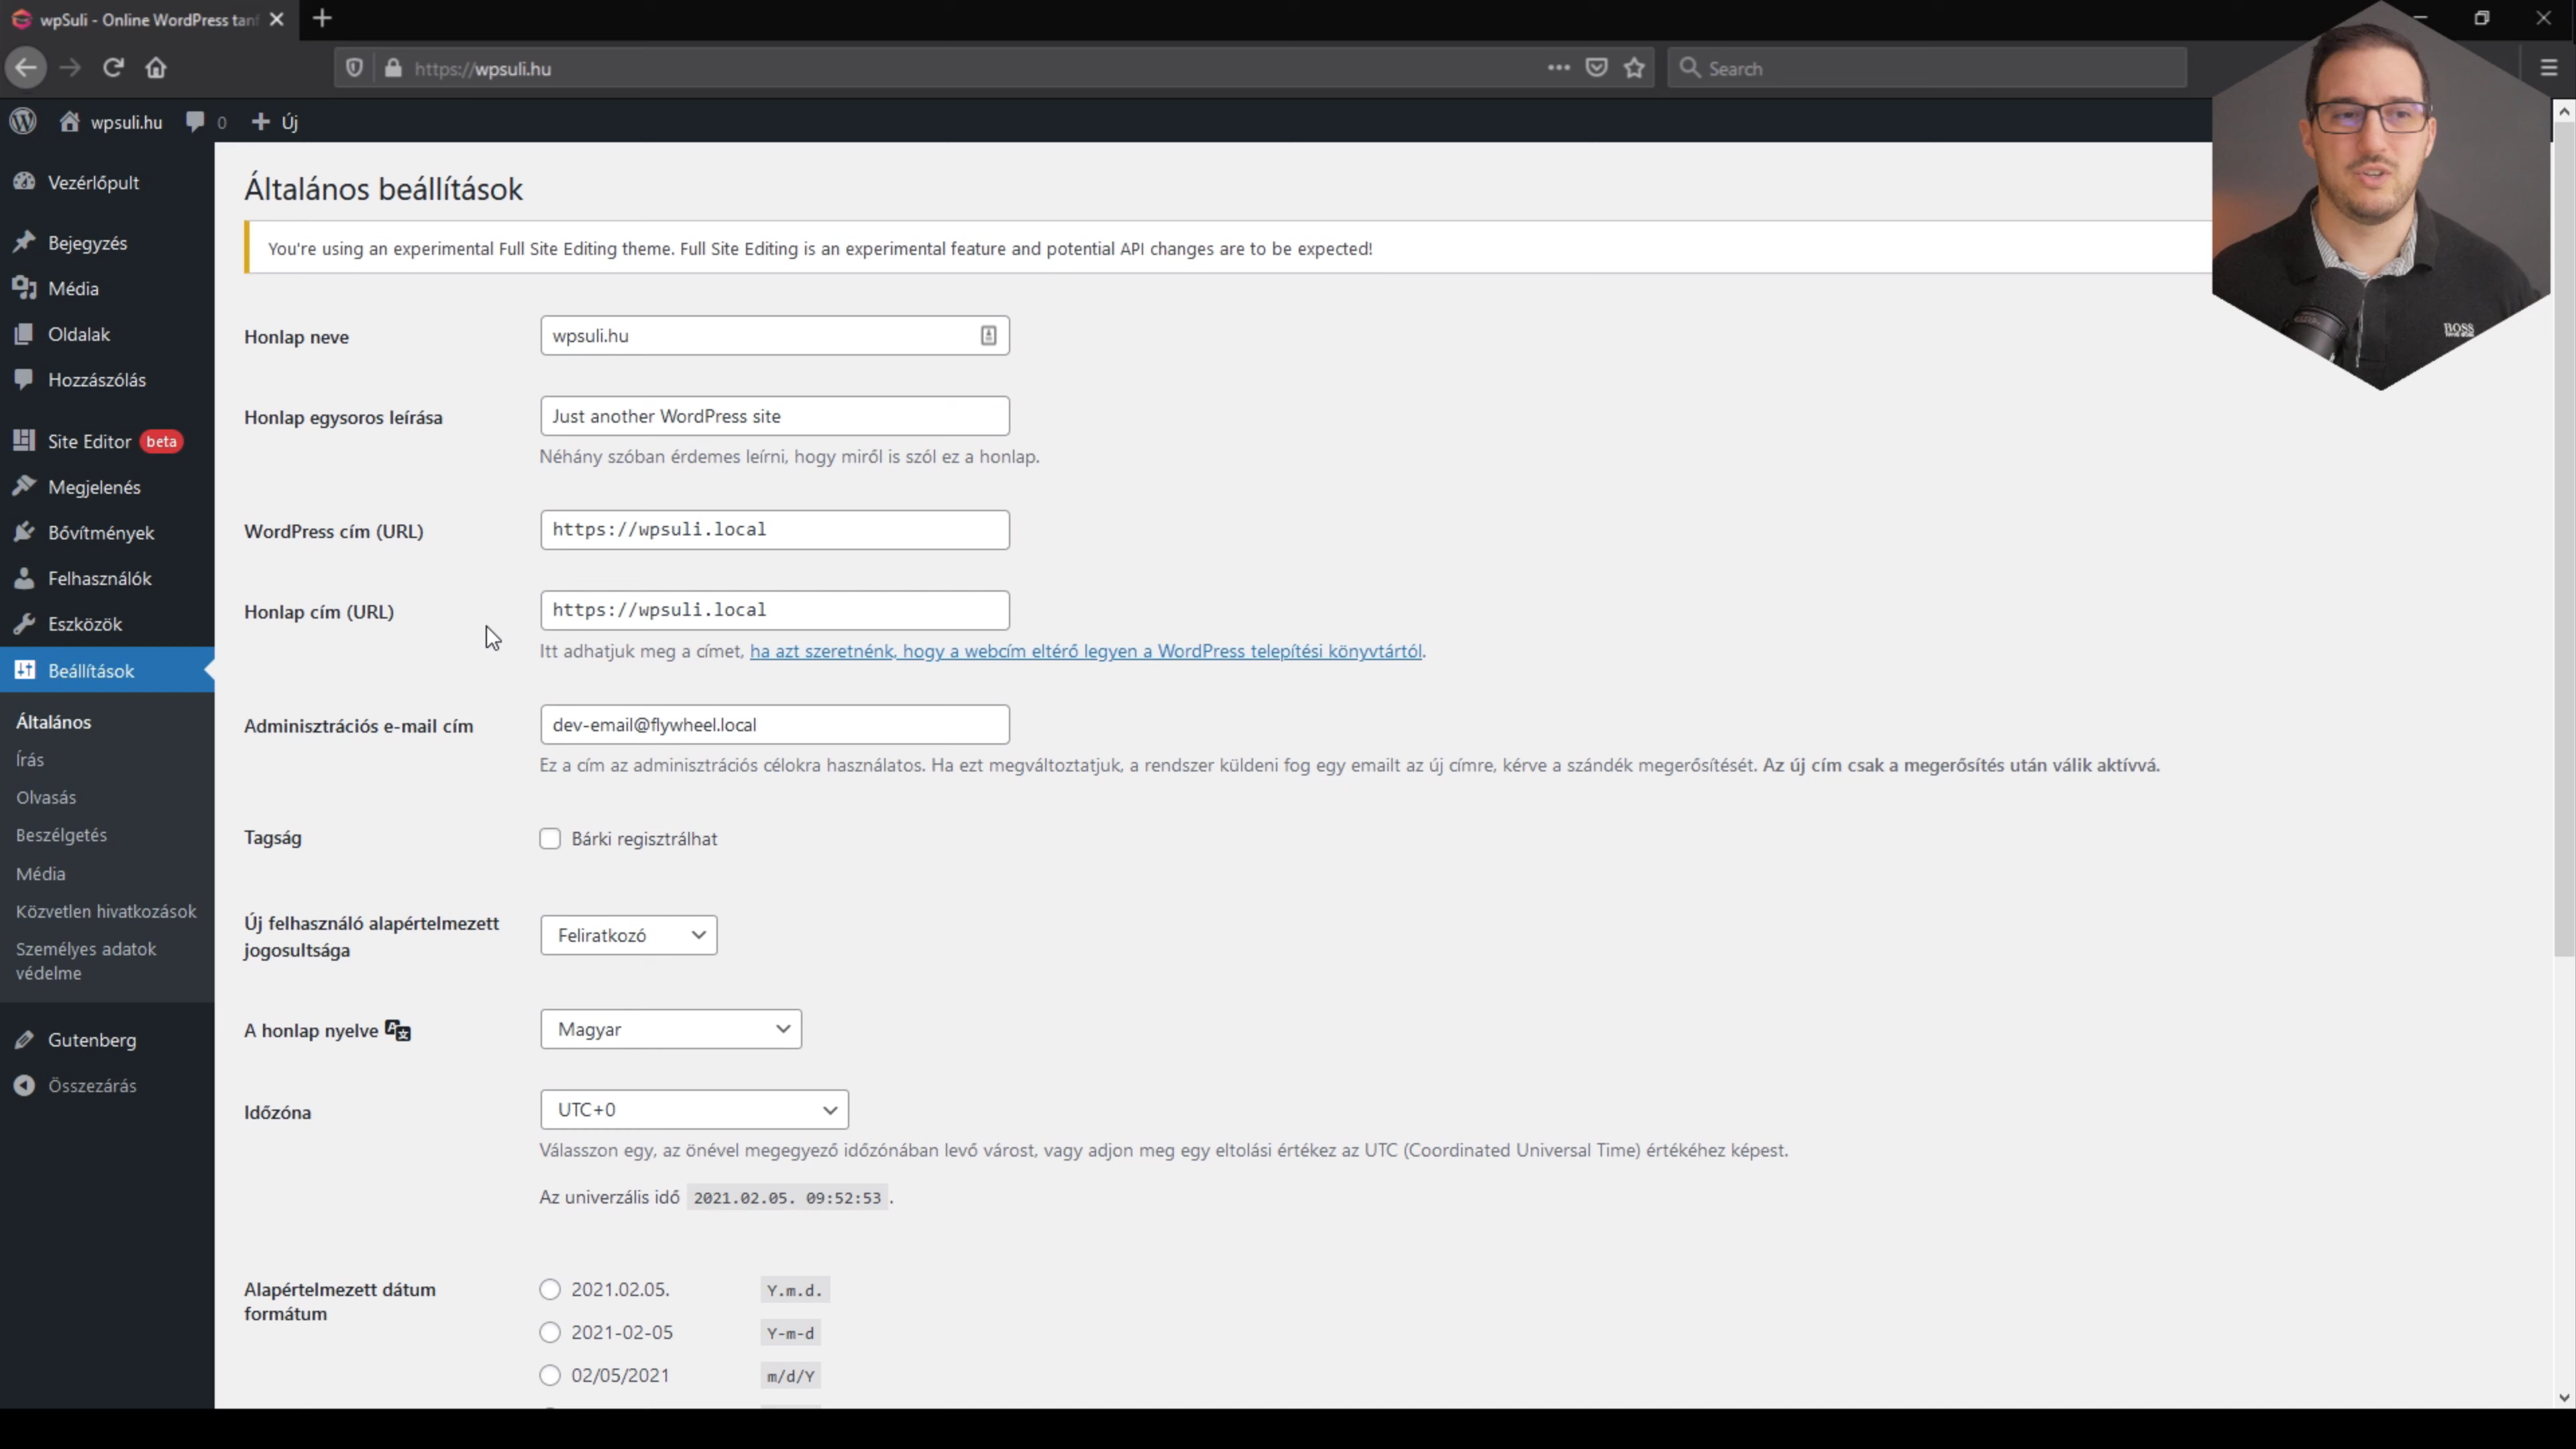 wpSuli - Online WordPress tanf
https://wpsuli.hu
Search
wpsuli.hu
0
Új
Vezérlőpult
Bejegyzés
Média
Oldalak
Hozzászólás
Site Editor beta
Megjelenés
Bővítmények
Felhasználók
Eszközök
Beállítások
Általános
Írás
Olvasás
Beszélgetés
Média
Közvetlen hivatkozások
Személyes adatok
védelme
Gutenberg
Összezárás
Általános beállítások
You're using an experimental Full Site Editing theme. Full Site Editing is an experimental feature and potential API changes are to be expected!
Honlap neve
wpsuli.hu
Honlap egysoros leírása
Just another WordPress site
Néhány szóban érdemes leírni, hogy miről is szól ez a honlap.
WordPress cím (URL)
https://wpsuli.local
Honlap cím (URL)
https://wpsuli.local
Itt adhatjuk meg a címet, ha azt szeretnénk, hogy a webcím eltérő legyen a WordPress telepítési könyvtártól.
Adminisztrációs e-mail cím
dev-email@flywheel.local
Ez a cím az adminisztrációs célokra használatos. Ha ezt megváltoztatjuk, a rendszer küldeni fog egy emailt az új címre, kérve a szándék megerősítését. Az új cím csak a megerősítés után válik aktívvá.
Tagság
Bárki regisztrálhat
Új felhasználó alapértelmezett
jogosultsága
Feliratkozó
A honlap nyelve
Magyar
Időzóna
UTC+0
Válasszon egy, az önével megegyező időzónában levő várost, vagy adjon meg egy eltolási értékez az UTC (Coordinated Universal Time) értékéhez képest.
Az univerzális idő 2021.02.05. 09:52:53 .
Alapértelmezett dátum
formátum
2021.02.05. Y.m.d.
2021-02-05 Y-m-d
02/05/2021 m/d/Y
BOSS